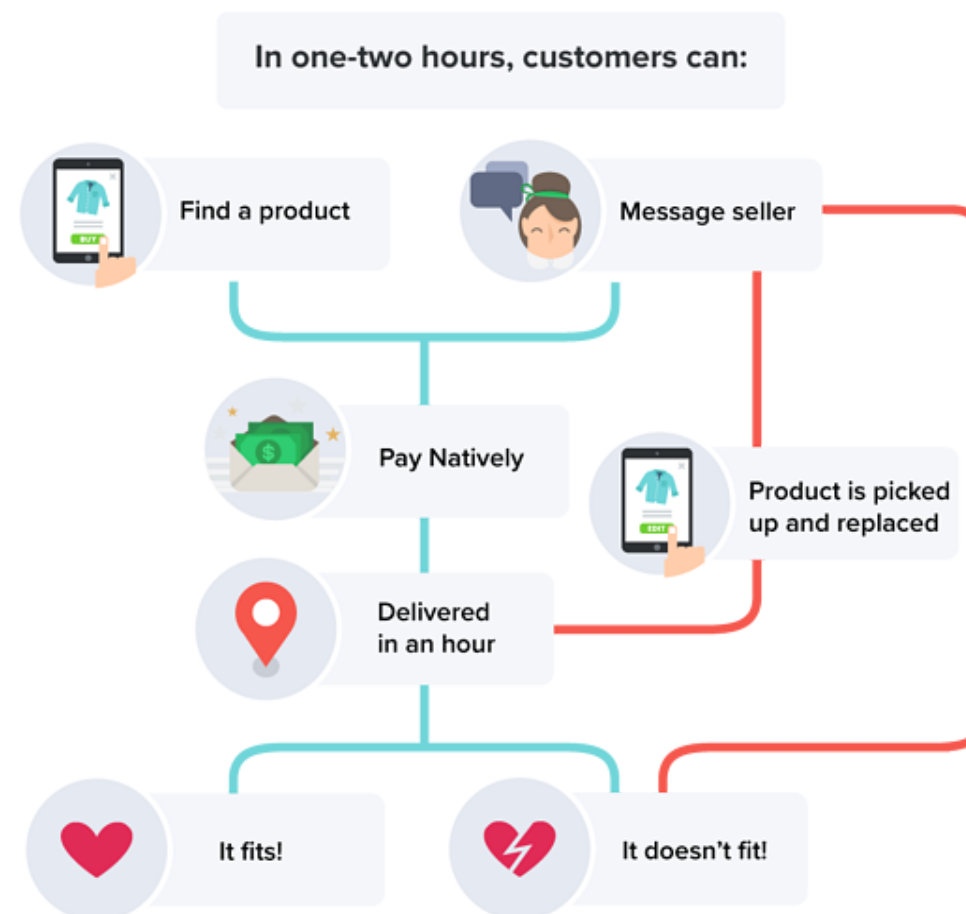 In one-two hours, customers can:
Find a product
BUY
Message seller
Pay Natively
$
EDIT
Product is picked
up and replaced
Delivered
in an hour
It fits!
It doesn't fit!